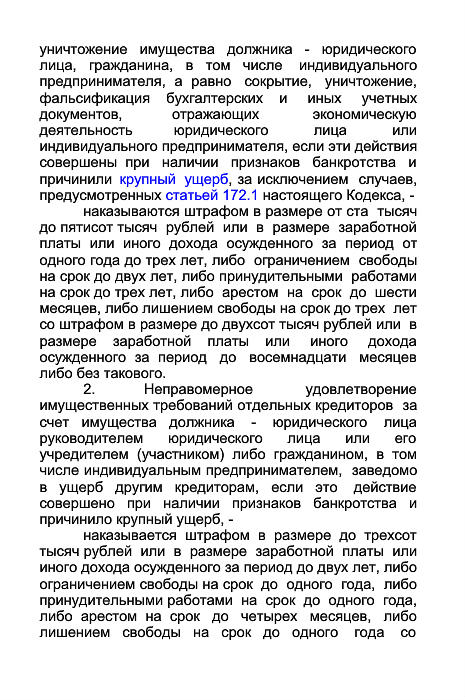 уничтожение имущества должника - юридического
лица, гражданина, в том числе индивидуального
предпринимателя, а равно сокрытие, уничтожение,
фальсификация бухгалтерских и иных учетных
документов, отражающих экономическую
деятельность юридического лица или
индивидуального предпринимателя, если эти действия
совершены при наличии признаков банкротства и
причинили крупный ущерб, за исключением случаев,
предусмотренных статьей 172.1 настоящего Кодекса, -
наказываются штрафом в размере от ста тысяч
до пятисот тысяч рублей или в размере заработной
платы или иного дохода осужденного за период от
одного года до трех лет, либо ограничением свободы
на срок до двух лет, либо принудительными работами
на срок до трех лет, либо арестом на срок до шести
месяцев, либо лишением свободы на срок до трех лет
со штрафом в размере до двухсот тысяч рублей или в
размере заработной платы или иного дохода
осужденного за период до восемнадцати месяцев
либо без такового.
2. Неправомерное удовлетворение
имущественных требований отдельных кредиторов за
счет имущества должника - юридического лица
руководителем юридического лица или его
учредителем (участником) либо гражданином, в том
числе индивидуальным предпринимателем, заведомо
в ущерб другим кредиторам, если это действие
совершено при наличии признаков банкротства и
причинило крупный ущерб, -
наказывается штрафом в размере до трехсот
тысяч рублей или в размере заработной платы или
иного дохода осужденного за период до двух лет, либо
ограничением свободы на срок до одного года, либо
принудительными работами на срок до одного года,
либо арестом на срок до четырех месяцев, либо
лишением свободы на срок до одного года со